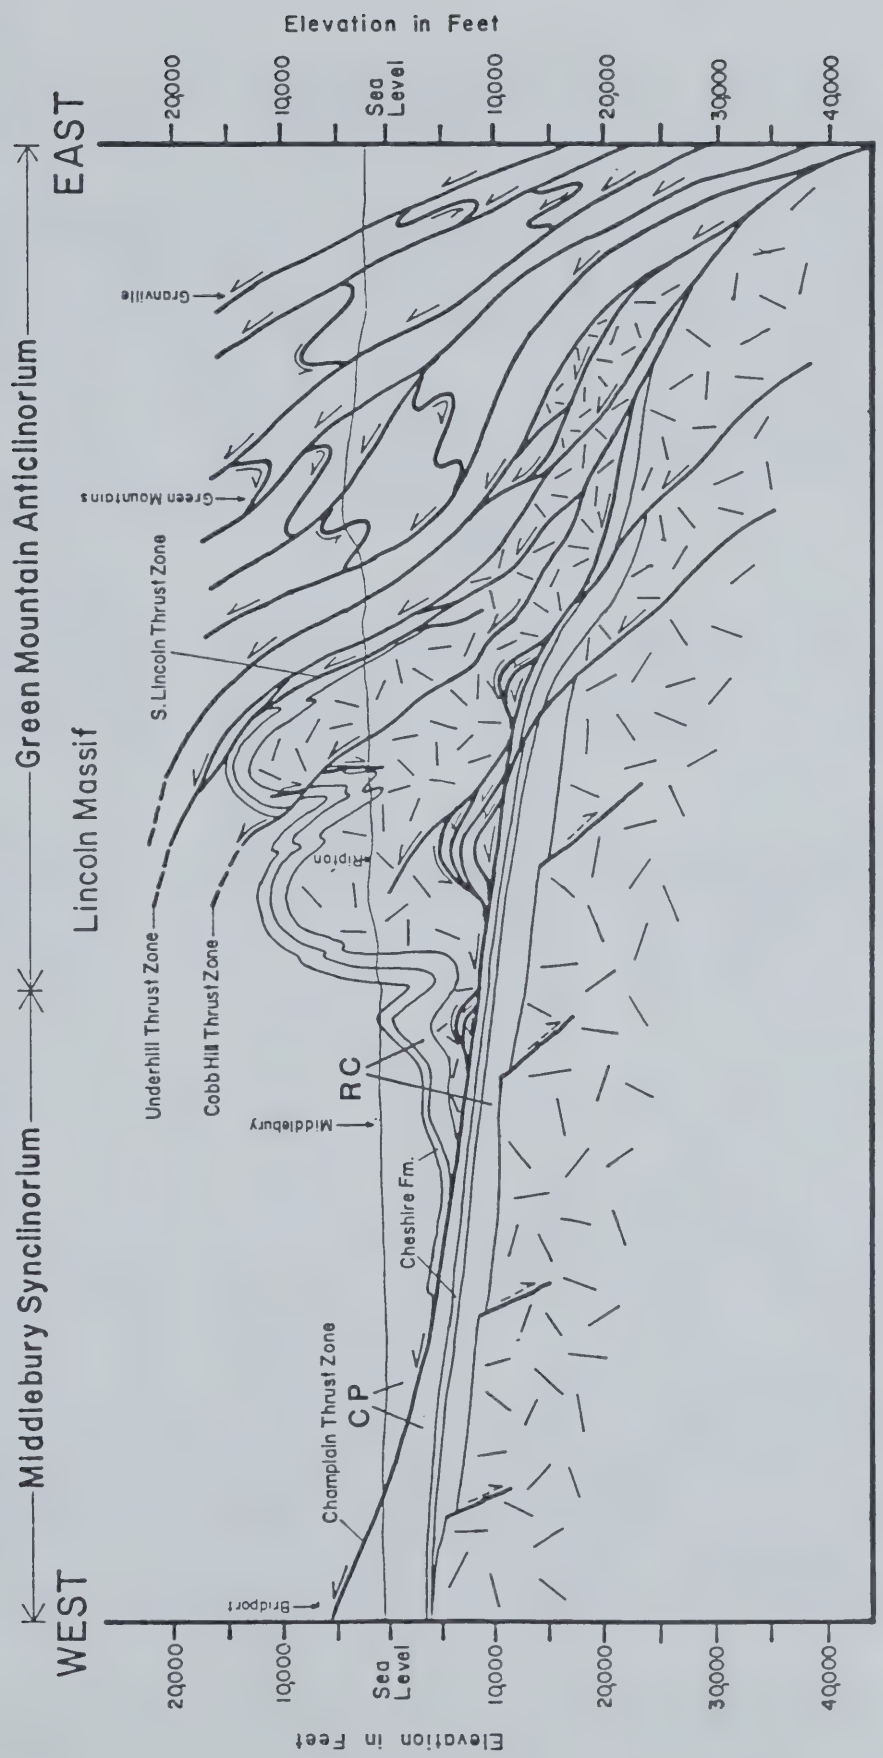 WEST
EAST
Middlebury Synclinorium
Green Mountain Anticlinorium
Lincoln Massif
Underhill Thrust Zone
Cobb Hill Thrust Zone
S. Lincoln Thrust Zone
Green Mountains
Granville
Bridport
Champlain Thrust Zone
CP
Cheshire Fm.
Middlebury
RC
Ripton
Elevation in Feet
20,000
10,000
Sea
Level
10,000
20,000
30,000
40,000
Elevation in Feet
20,000
10,000
Sea
Level
10,000
20,000
30,000
40,000